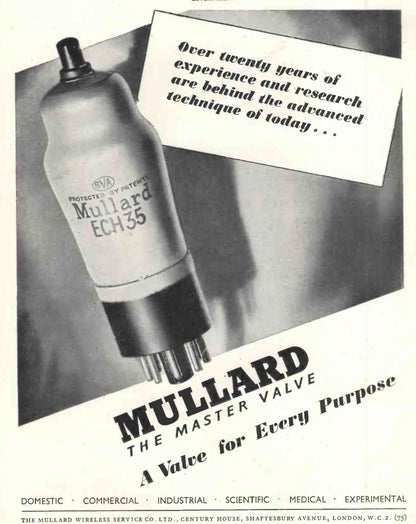 Over twenty years of
experience and research
are behind the advanced
technique of today...
BVA
PROTECTED BY PATENTS
Mullard
ECH35
MULLARD
THE MASTER VALVE
A Valve for Every Purpose
DOMESTIC · COMMERCIAL · INDUSTRIAL · SCIENTIFIC · MEDICAL · EXPERIMENTAL
THE MULLARD WIRELESS SERVICE CO. LTD., CENTURY HOUSE, SHAFTESBURY AVENUE, LONDON, W.C.2. (75)